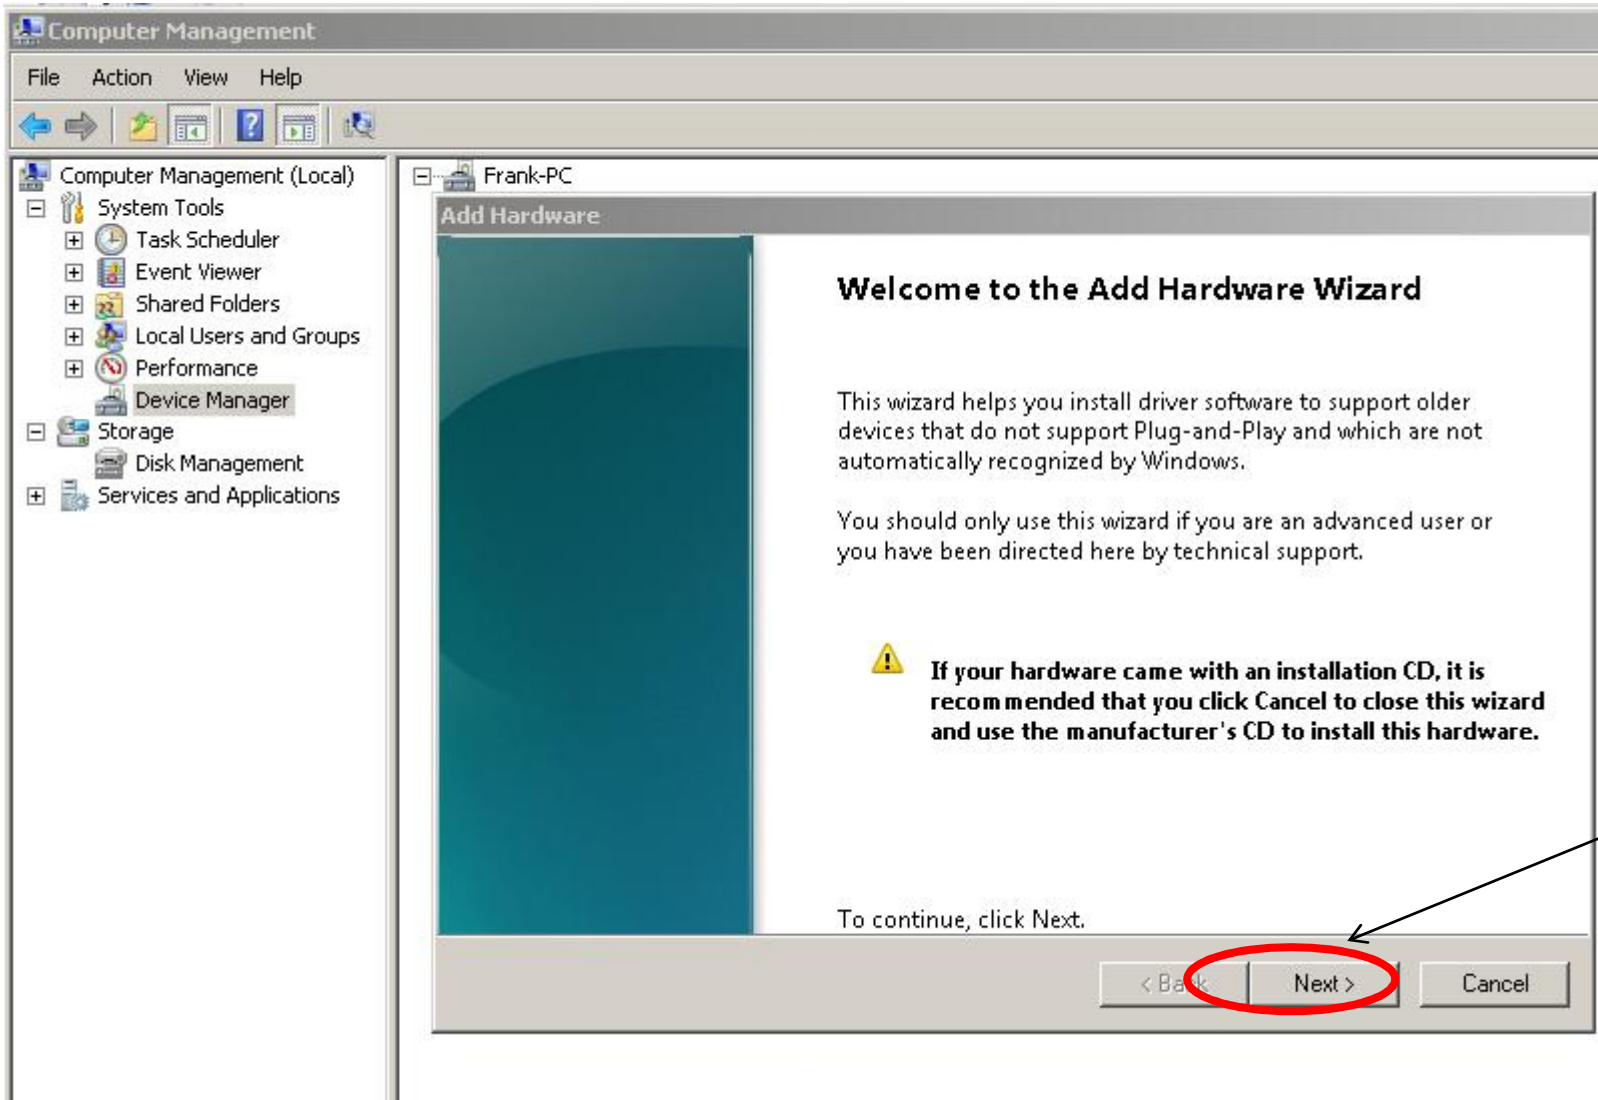 Computer Management
File Action View Help
Computer Management (Local)
System Tools
Task Scheduler
Event Viewer
Shared Folders
Local Users and Groups
Performance
Device Manager
Storage
Disk Management
Services and Applications
Frank-PC
Add Hardware
Welcome to the Add Hardware Wizard
This wizard helps you install driver software to support older
devices that do not support Plug-and-Play and which are not
automatically recognized by Windows.
You should only use this wizard if you are an advanced user or
you have been directed here by technical support.
If your hardware came with an installation CD, it is
recommended that you click Cancel to close this wizard
and use the manufacturer's CD to install this hardware.
To continue, click Next.
< Back Next > Cancel